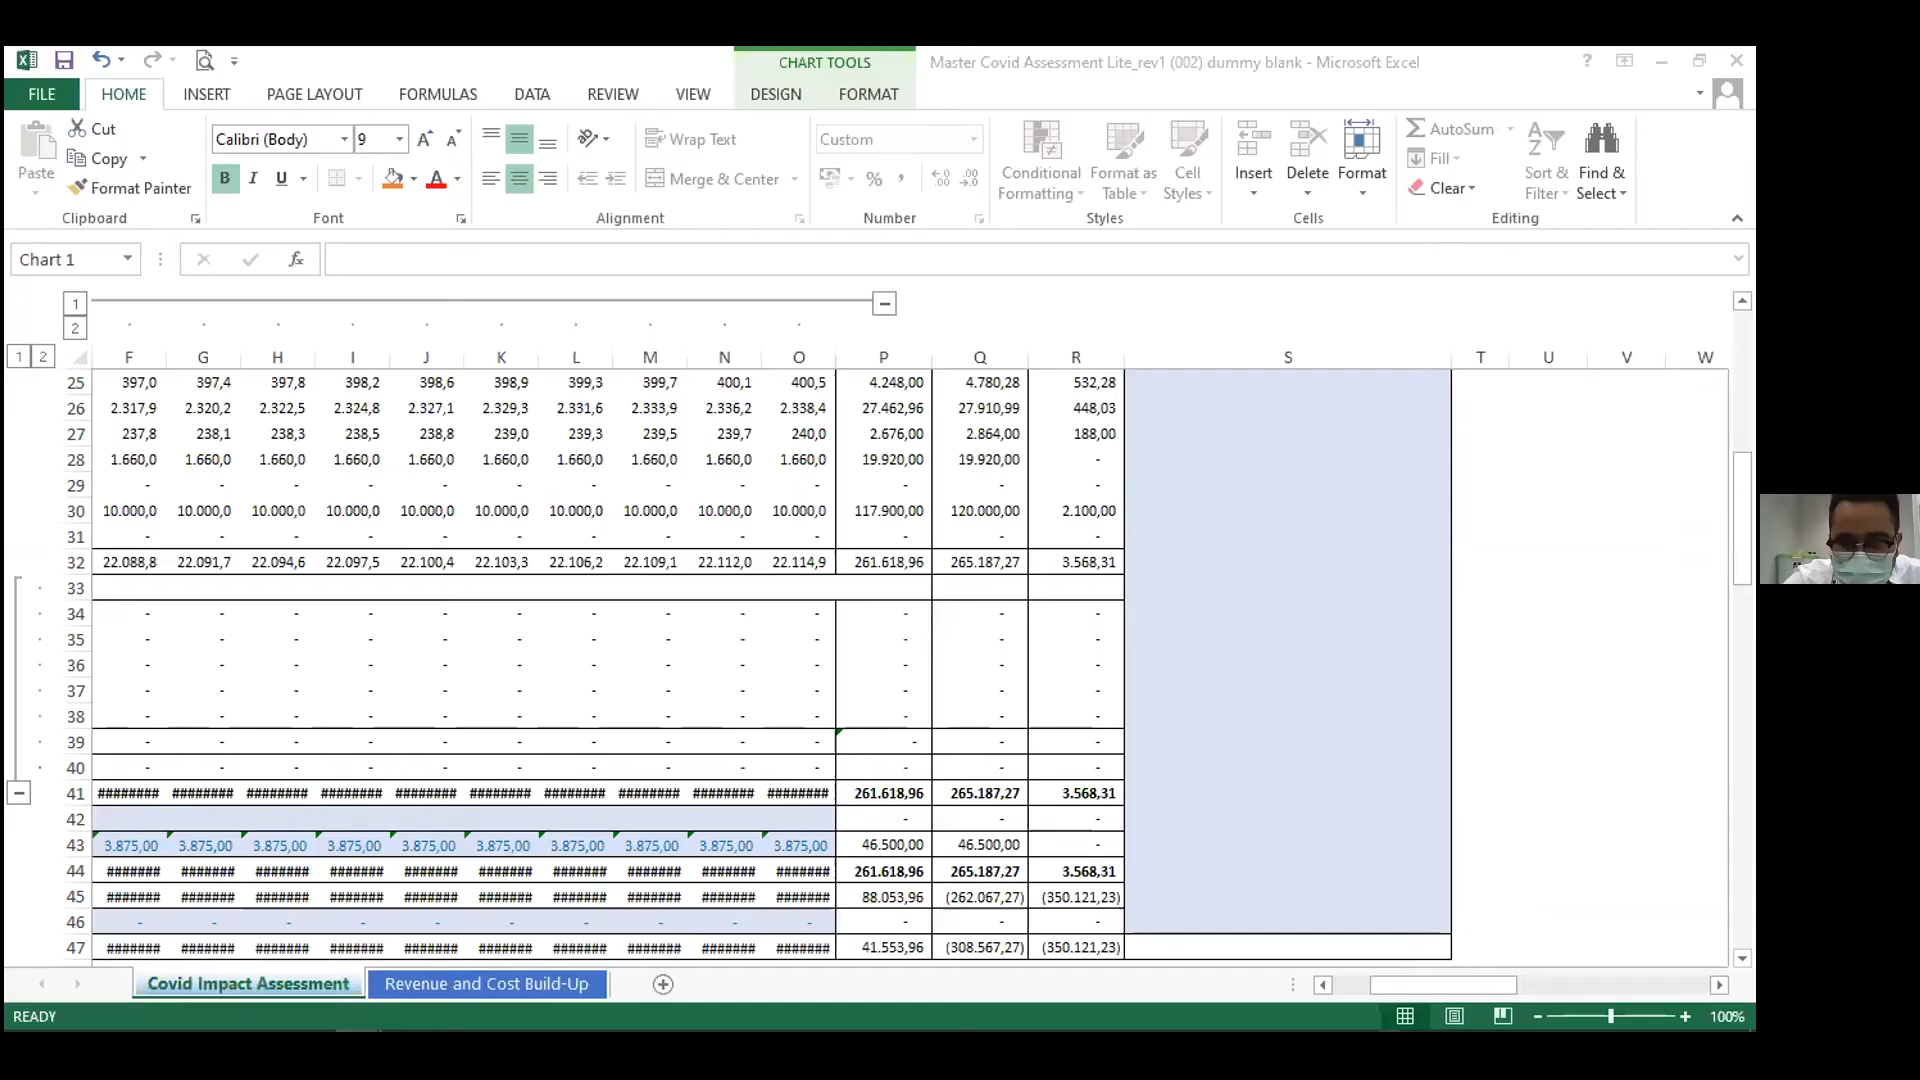 CHART TOOLS
Master Covid Assessment Lite_rev1 (002) dummy blank - Microsoft Excel
FILE HOME INSERT PAGE LAYOUT FORMULAS DATA REVIEW VIEW DESIGN FORMAT
Cut
Copy
Format Painter
Paste
Clipboard
Calibri (Body) 9
B I U
Font
Wrap Text
Merge & Center
Alignment
Custom
Number
Conditional Formatting
Format as Table
Cell Styles
Styles
Insert Delete Format
Cells
AutoSum
Fill
Clear
Sort & Filter
Find & Select
Editing
Chart 1 fx
1
2
1 2 F G H I J K L M N O P Q R S T U V W
25 397,0 397,4 397,8 398,2 398,6 398,9 399,3 399,7 400,1 400,5 4.248,00 4.780,28 532,28
26 2.317,9 2.320,2 2.322,5 2.324,8 2.327,1 2.329,3 2.331,6 2.333,9 2.336,2 2.338,4 27.462,96 27.910,99 448,03
27 237,8 238,1 238,3 238,5 238,8 239,0 239,3 239,5 239,7 240,0 2.676,00 2.864,00 188,00
28 1.660,0 1.660,0 1.660,0 1.660,0 1.660,0 1.660,0 1.660,0 1.660,0 1.660,0 1.660,0 19.920,00 19.920,00 -
29 - - - - - - - - - - - - -
30 10.000,0 10.000,0 10.000,0 10.000,0 10.000,0 10.000,0 10.000,0 10.000,0 10.000,0 10.000,0 117.900,00 120.000,00 2.100,00
31 - - - - - - - - - - - - -
32 22.088,8 22.091,7 22.094,6 22.097,5 22.100,4 22.103,3 22.106,2 22.109,1 22.112,0 22.114,9 261.618,96 265.187,27 3.568,31
33
34 - - - - - - - - - - - - -
35 - - - - - - - - - - - - -
36 - - - - - - - - - - - - -
37 - - - - - - - - - - - - -
38 - - - - - - - - - - - - -
39 - - - - - - - - - - - - -
40 - - - - - - - - - - - - -
41 ######## ######## ######## ######## ######## ######## ######## ######## ######## ######## 261.618,96 265.187,27 3.568,31
42 - - -
43 3.875,00 3.875,00 3.875,00 3.875,00 3.875,00 3.875,00 3.875,00 3.875,00 3.875,00 3.875,00 46.500,00 46.500,00 -
44 ####### ####### ####### ####### ####### ####### ####### ####### ####### ####### 261.618,96 265.187,27 3.568,31
45 ####### ####### ####### ####### ####### ####### ####### ####### ####### ####### 88.053,96 (262.067,27) (350.121,23)
46 - - - - - - - - - - - - -
47 ####### ####### ####### ####### ####### ####### ####### ####### ####### ####### 41.553,96 (308.567,27) (350.121,23)
Covid Impact Assessment Revenue and Cost Build-Up
READY 100%